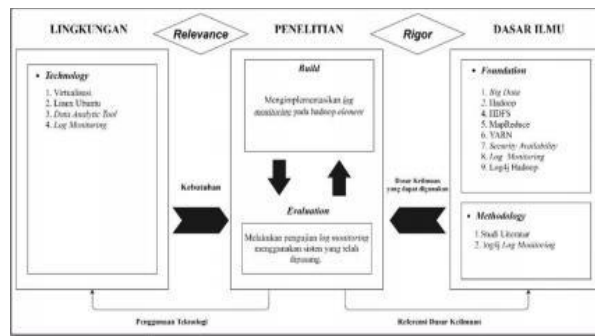 LINGKUNGAN
Relevance
PENELITIAN
Rigor
DASAR ILMU
• Technology
1. Virtualisasi
2. Linux Ubuntu
3. Data Analytic Tool
4. Log Monitoring
Kebutuhan
Build
Mengimplementasikan log
monitoring pada hadoop element
Evaluation
Melakukan pengujian log monitoring
menggunakan sistem yang telah
dipasang.
Dasar Keilmuan
yang dapat digunakan
• Foundation
1. Big Data
2. Hadoop
4. HDFS
5. MapReduce
6. YARN
7. Security Availability
8. Log Monitoring
9. Log4j Hadoop
• Methodology
1. Studi Literatur
2. log4j Log Monitoring
Penggunaan Teknologi
Referensi Dasar Keilmuan